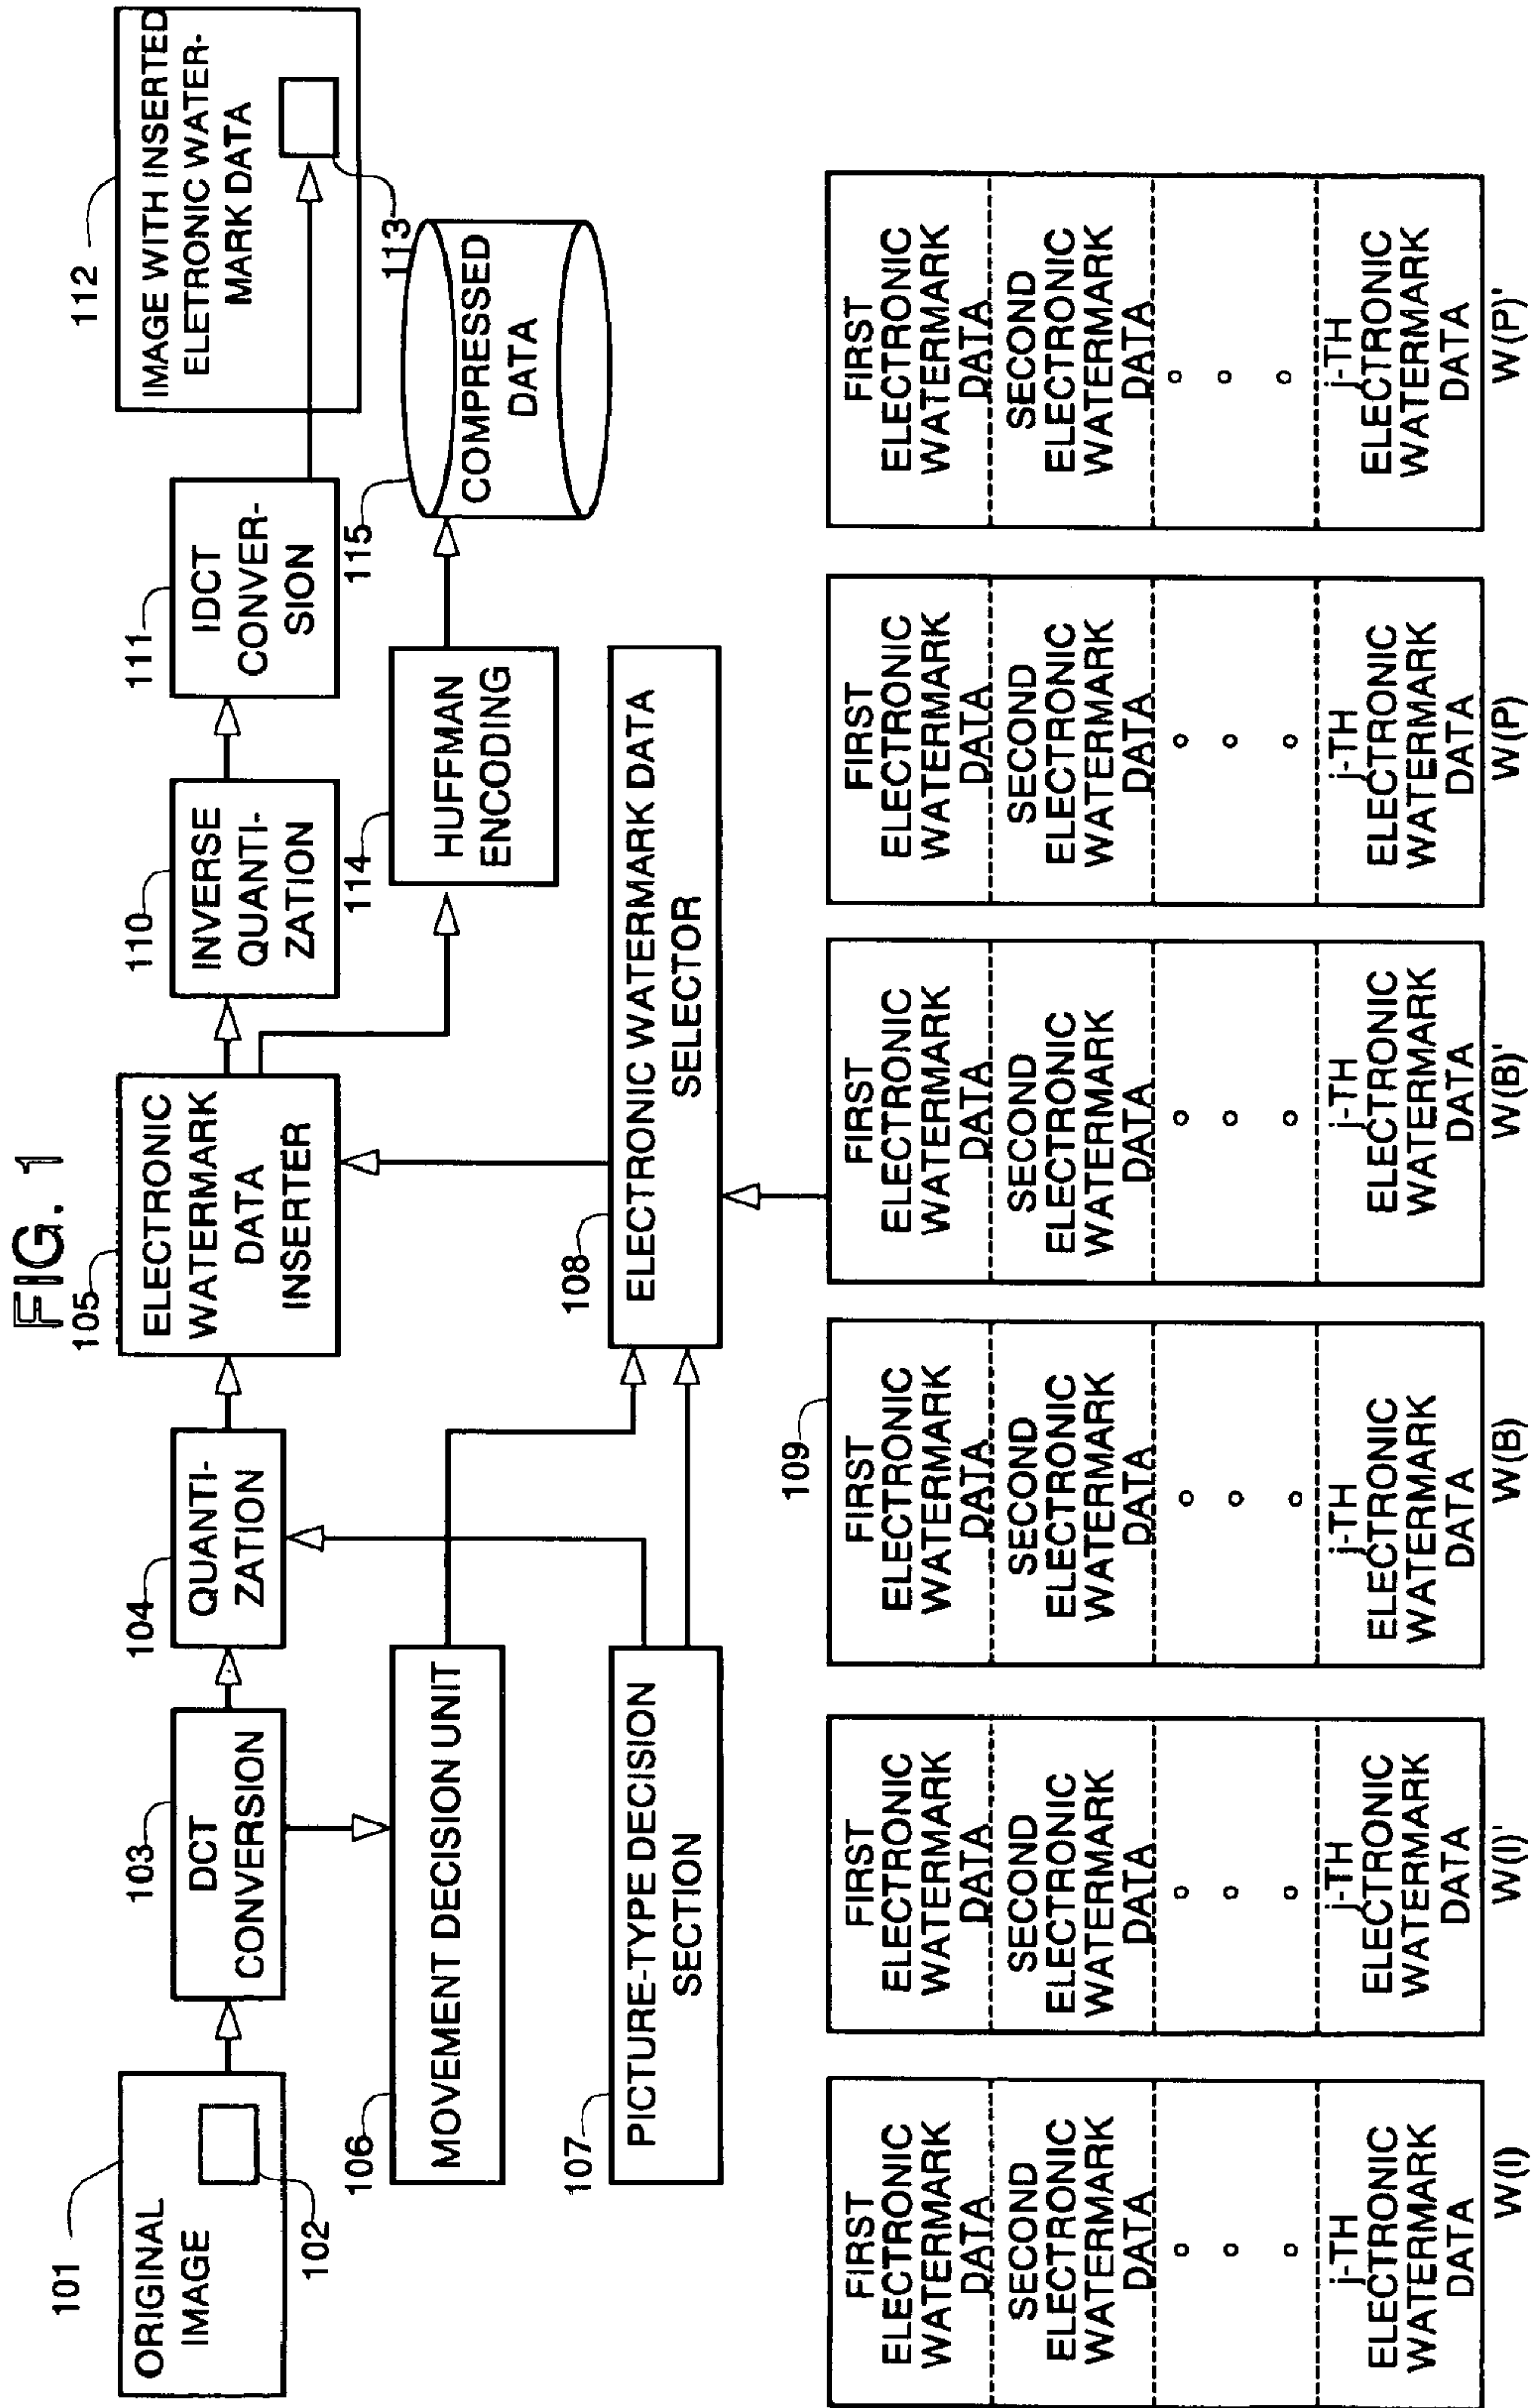 FIG. 1
101
ORIGINAL
IMAGE
102
103
DCT
CONVERSION
104
QUANTI-
ZATION
105
ELECTRONIC
WATERMARK
DATA
INSERTER
110
INVERSE
QUANTI-
ZATION
111
IDCT
CONVER-
SION
112
IMAGE WITH INSERTED
ELETRONIC WATER-
MARK DATA
113
106
MOVEMENT DECISION UNIT
114
HUFFMAN
ENCODING
115
COMPRESSED
DATA
107
PICTURE-TYPE DECISION
SECTION
108
ELECTRONIC WATERMARK DATA
SELECTOR
109
FIRST
ELECTRONIC
WATERMARK
DATA
SECOND
ELECTRONIC
WATERMARK
DATA
j-TH
ELECTRONIC
WATERMARK
DATA
W(I)
FIRST
ELECTRONIC
WATERMARK
DATA
SECOND
ELECTRONIC
WATERMARK
DATA
j-TH
ELECTRONIC
WATERMARK
DATA
W(I)'
FIRST
ELECTRONIC
WATERMARK
DATA
SECOND
ELECTRONIC
WATERMARK
DATA
j-TH
ELECTRONIC
WATERMARK
DATA
W(B)
FIRST
ELECTRONIC
WATERMARK
DATA
SECOND
ELECTRONIC
WATERMARK
DATA
j-TH
ELECTRONIC
WATERMARK
DATA
W(B)'
FIRST
ELECTRONIC
WATERMARK
DATA
SECOND
ELECTRONIC
WATERMARK
DATA
j-TH
ELECTRONIC
WATERMARK
DATA
W(P)
FIRST
ELECTRONIC
WATERMARK
DATA
SECOND
ELECTRONIC
WATERMARK
DATA
j-TH
ELECTRONIC
WATERMARK
DATA
W(P)'